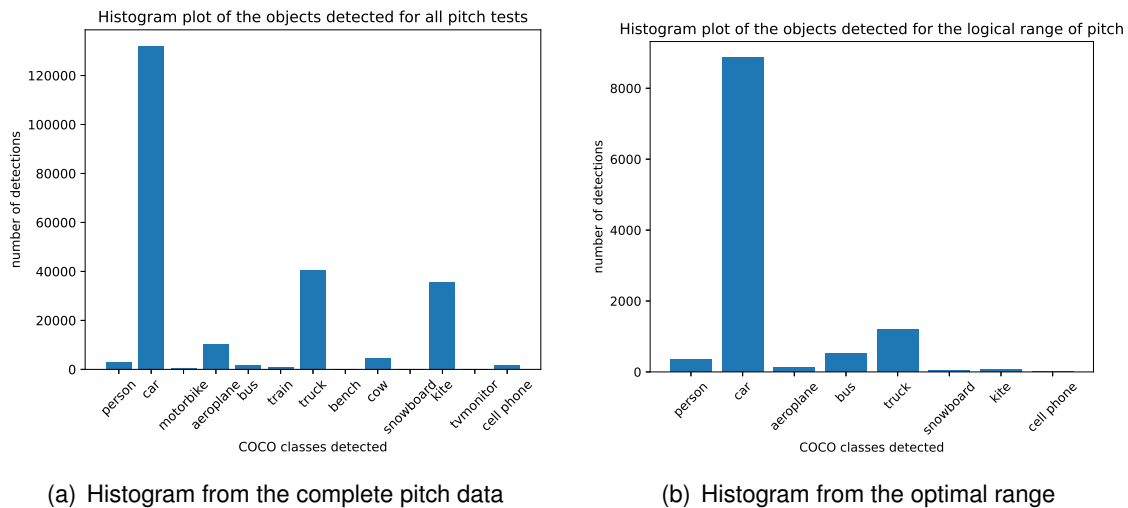 Histogram plot of the objects detected for all pitch tests
number of detections
120000
100000
80000
60000
40000
20000
0
person car motorbike aeroplane bus train truck bench cow snowboard kite tvmonitor cell phone
COCO classes detected
(a) Histogram from the complete pitch data
Histogram plot of the objects detected for the logical range of pitch
number of detections
8000
6000
4000
2000
0
person car aeroplane bus truck snowboard kite cell phone
COCO classes detected
(b) Histogram from the optimal range